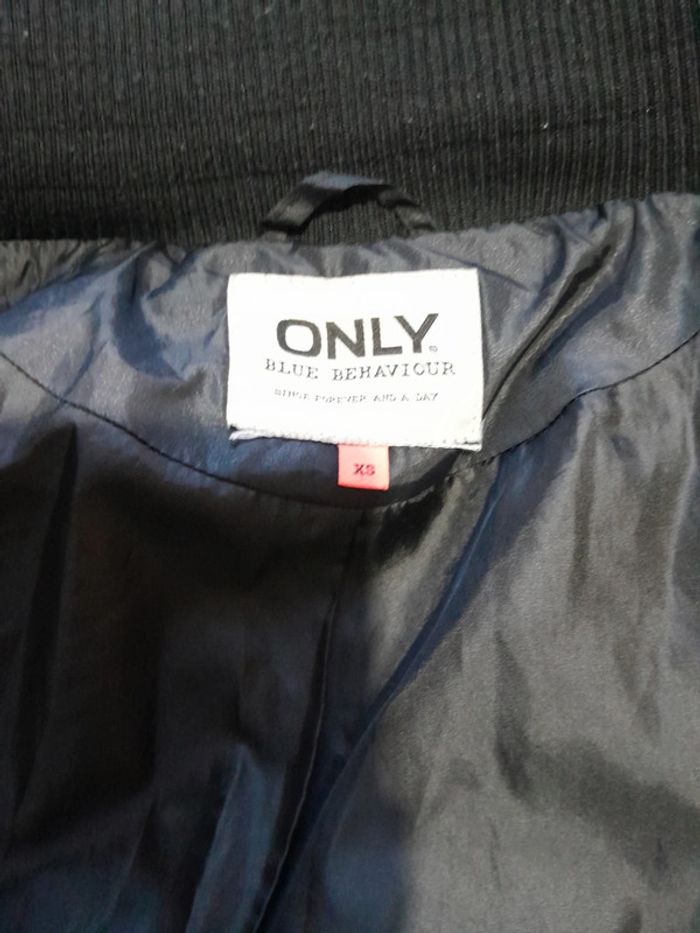 ONLY®
BLUE BEHAVIOUR
SINCE FOREVER AND A DAY
XS